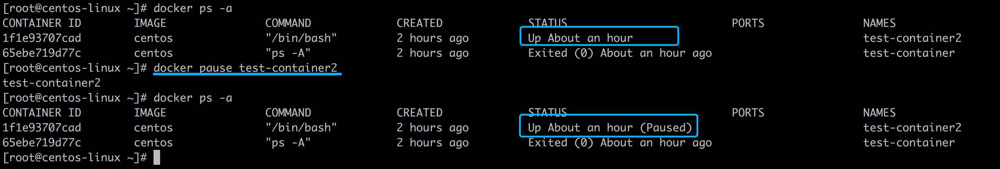 [root@centos-linux ~]# docker ps -a
CONTAINER ID        IMAGE               COMMAND             CREATED             STATUS                         PORTS               NAMES
1f1e93707cad        centos              "/bin/bash"         2 hours ago         Up About an hour                                   test-container2
65ebe719d77c        centos              "ps -A"             2 hours ago         Exited (0) About an hour ago                       test-container
[root@centos-linux ~]# docker pause test-container2
test-container2
[root@centos-linux ~]# docker ps -a
CONTAINER ID        IMAGE               COMMAND             CREATED             STATUS                         PORTS               NAMES
1f1e93707cad        centos              "/bin/bash"         2 hours ago         Up About an hour (Paused)                          test-container2
65ebe719d77c        centos              "ps -A"             2 hours ago         Exited (0) About an hour ago                       test-container
[root@centos-linux ~]#